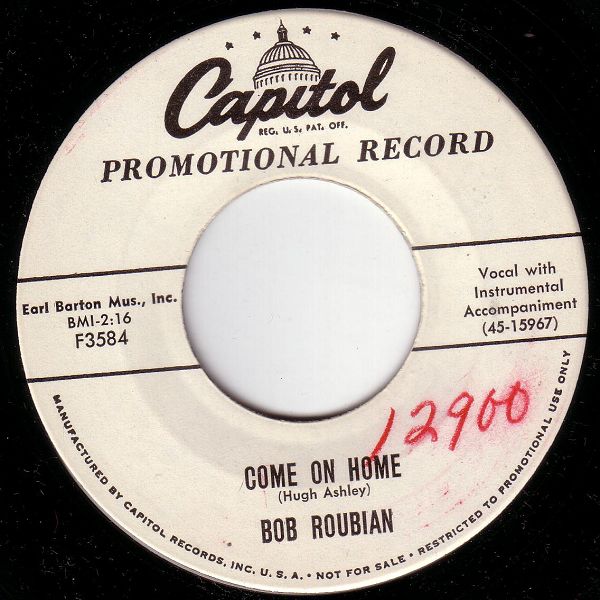 Capitol
REG. U.S. PAT. OFF.
PROMOTIONAL RECORD
Earl Barton Mus., Inc.
BMI-2:16
F3584
Vocal with
Instrumental
Accompaniment
(45-15967)
12900
COME ON HOME
(Hugh Ashley)
BOB ROUBIAN
MANUFACTURED BY CAPITOL RECORDS, INC. U.S.A. • NOT FOR SALE • RESTRICTED TO PROMOTIONAL USE ONLY